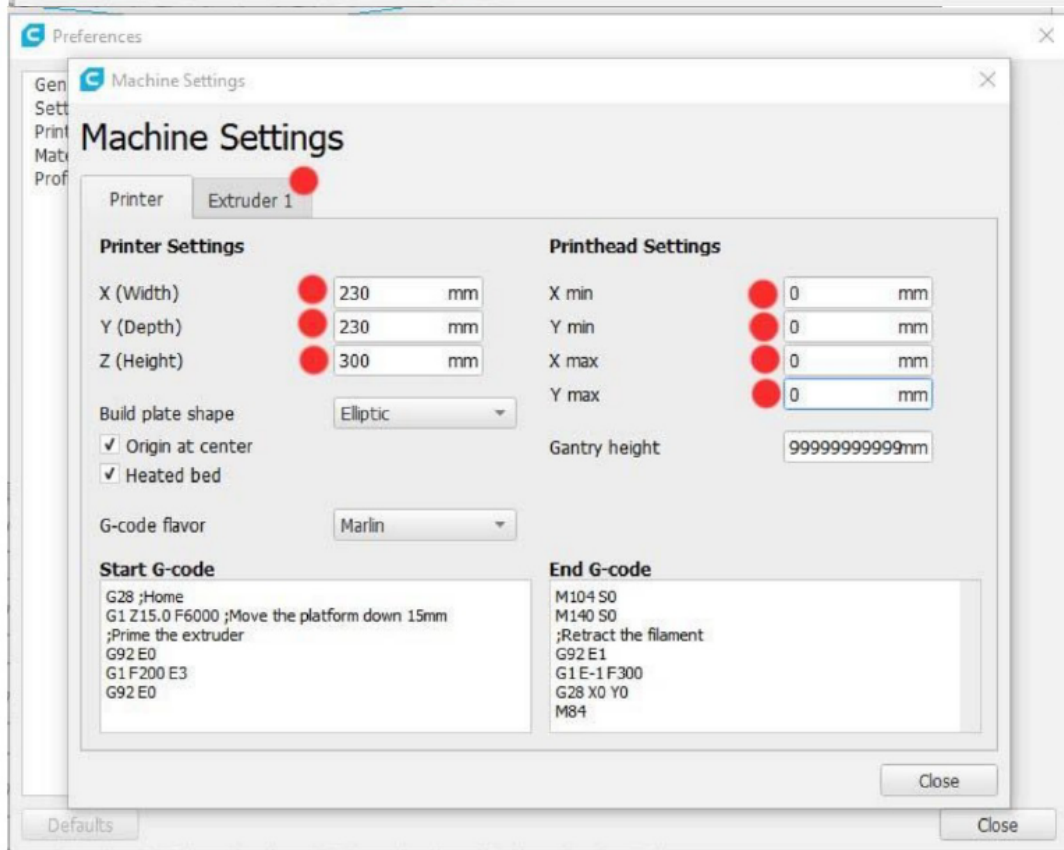 Preferences
Gen
Sett
Print
Mate
Prof
Machine Settings
Machine Settings
Printer
Extruder 1
Printer Settings
X (Width) 230 mm
Y (Depth) 230 mm
Z (Height) 300 mm
Build plate shape Elliptic
Origin at center
Heated bed
G-code flavor Marlin
Printhead Settings
X min 0 mm
Y min 0 mm
X max 0 mm
Y max 0 mm
Gantry height 99999999999mm
Start G-code
G28 ;Home
G1 Z15.0 F6000 ;Move the platform down 15mm
;Prime the extruder
G92 E0
G1 F200 E3
G92 E0
End G-code
M104 S0
M140 S0
;Retract the filament
G92 E1
G1 E-1 F300
G28 X0 Y0
M84
Close
Defaults
Close